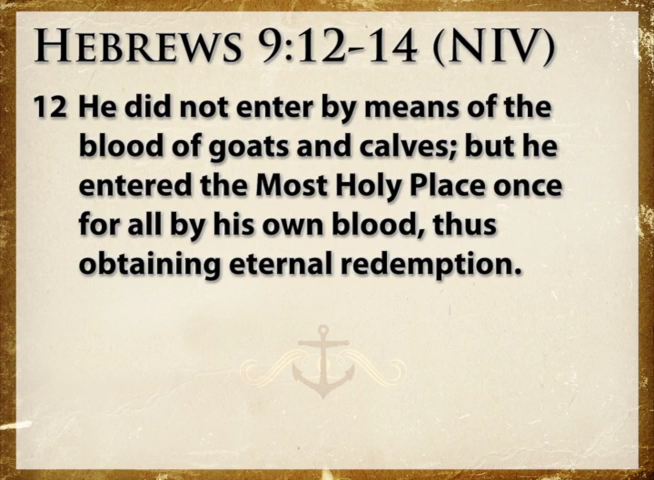 HEBREWS 9:12-14 (NIV)
12 He did not enter by means of the
blood of goats and calves; but he
entered the Most Holy Place once
for all by his own blood, thus
obtaining eternal redemption.